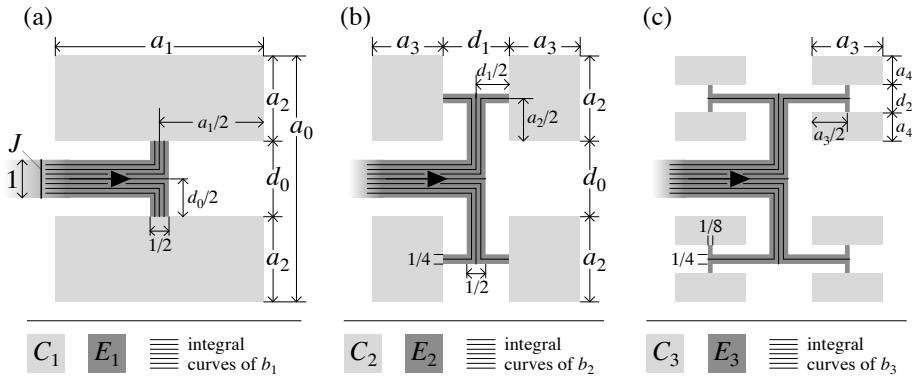 (a)
a₁
a₂
a₁/2
a₀
J
1
d₀/2
d₀
1/2
a₂
C₁ E₁ integral
curves of b₁
(b)
a₃ d₁ a₃
d₁/2
a₂
a₂/2
d₀
1/4
1/2
a₂
C₂ E₂ integral
curves of b₂
(c)
a₃
a₄
d₂
a₃/2
a₄
1/8
1/4
C₃ E₃ integral
curves of b₃